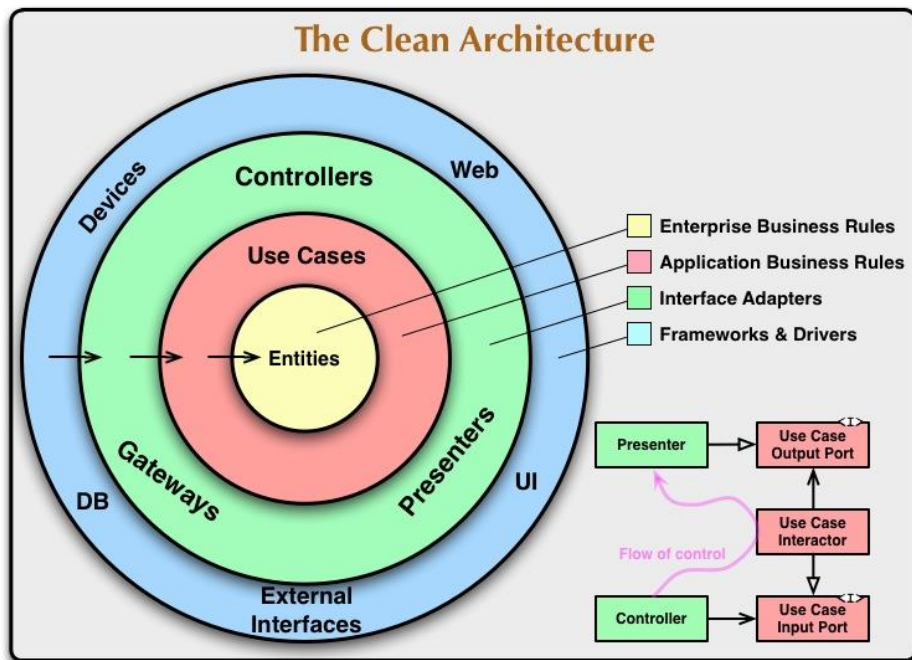 The Clean Architecture
Devices
Web
Controllers
Use Cases
Entities
Gateways
Presenters
DB
UI
External
Interfaces
Enterprise Business Rules
Application Business Rules
Interface Adapters
Frameworks & Drivers
Presenter
<I>
Use Case
Output Port
Use Case
Interactor
Flow of control
Controller
<I>
Use Case
Input Port